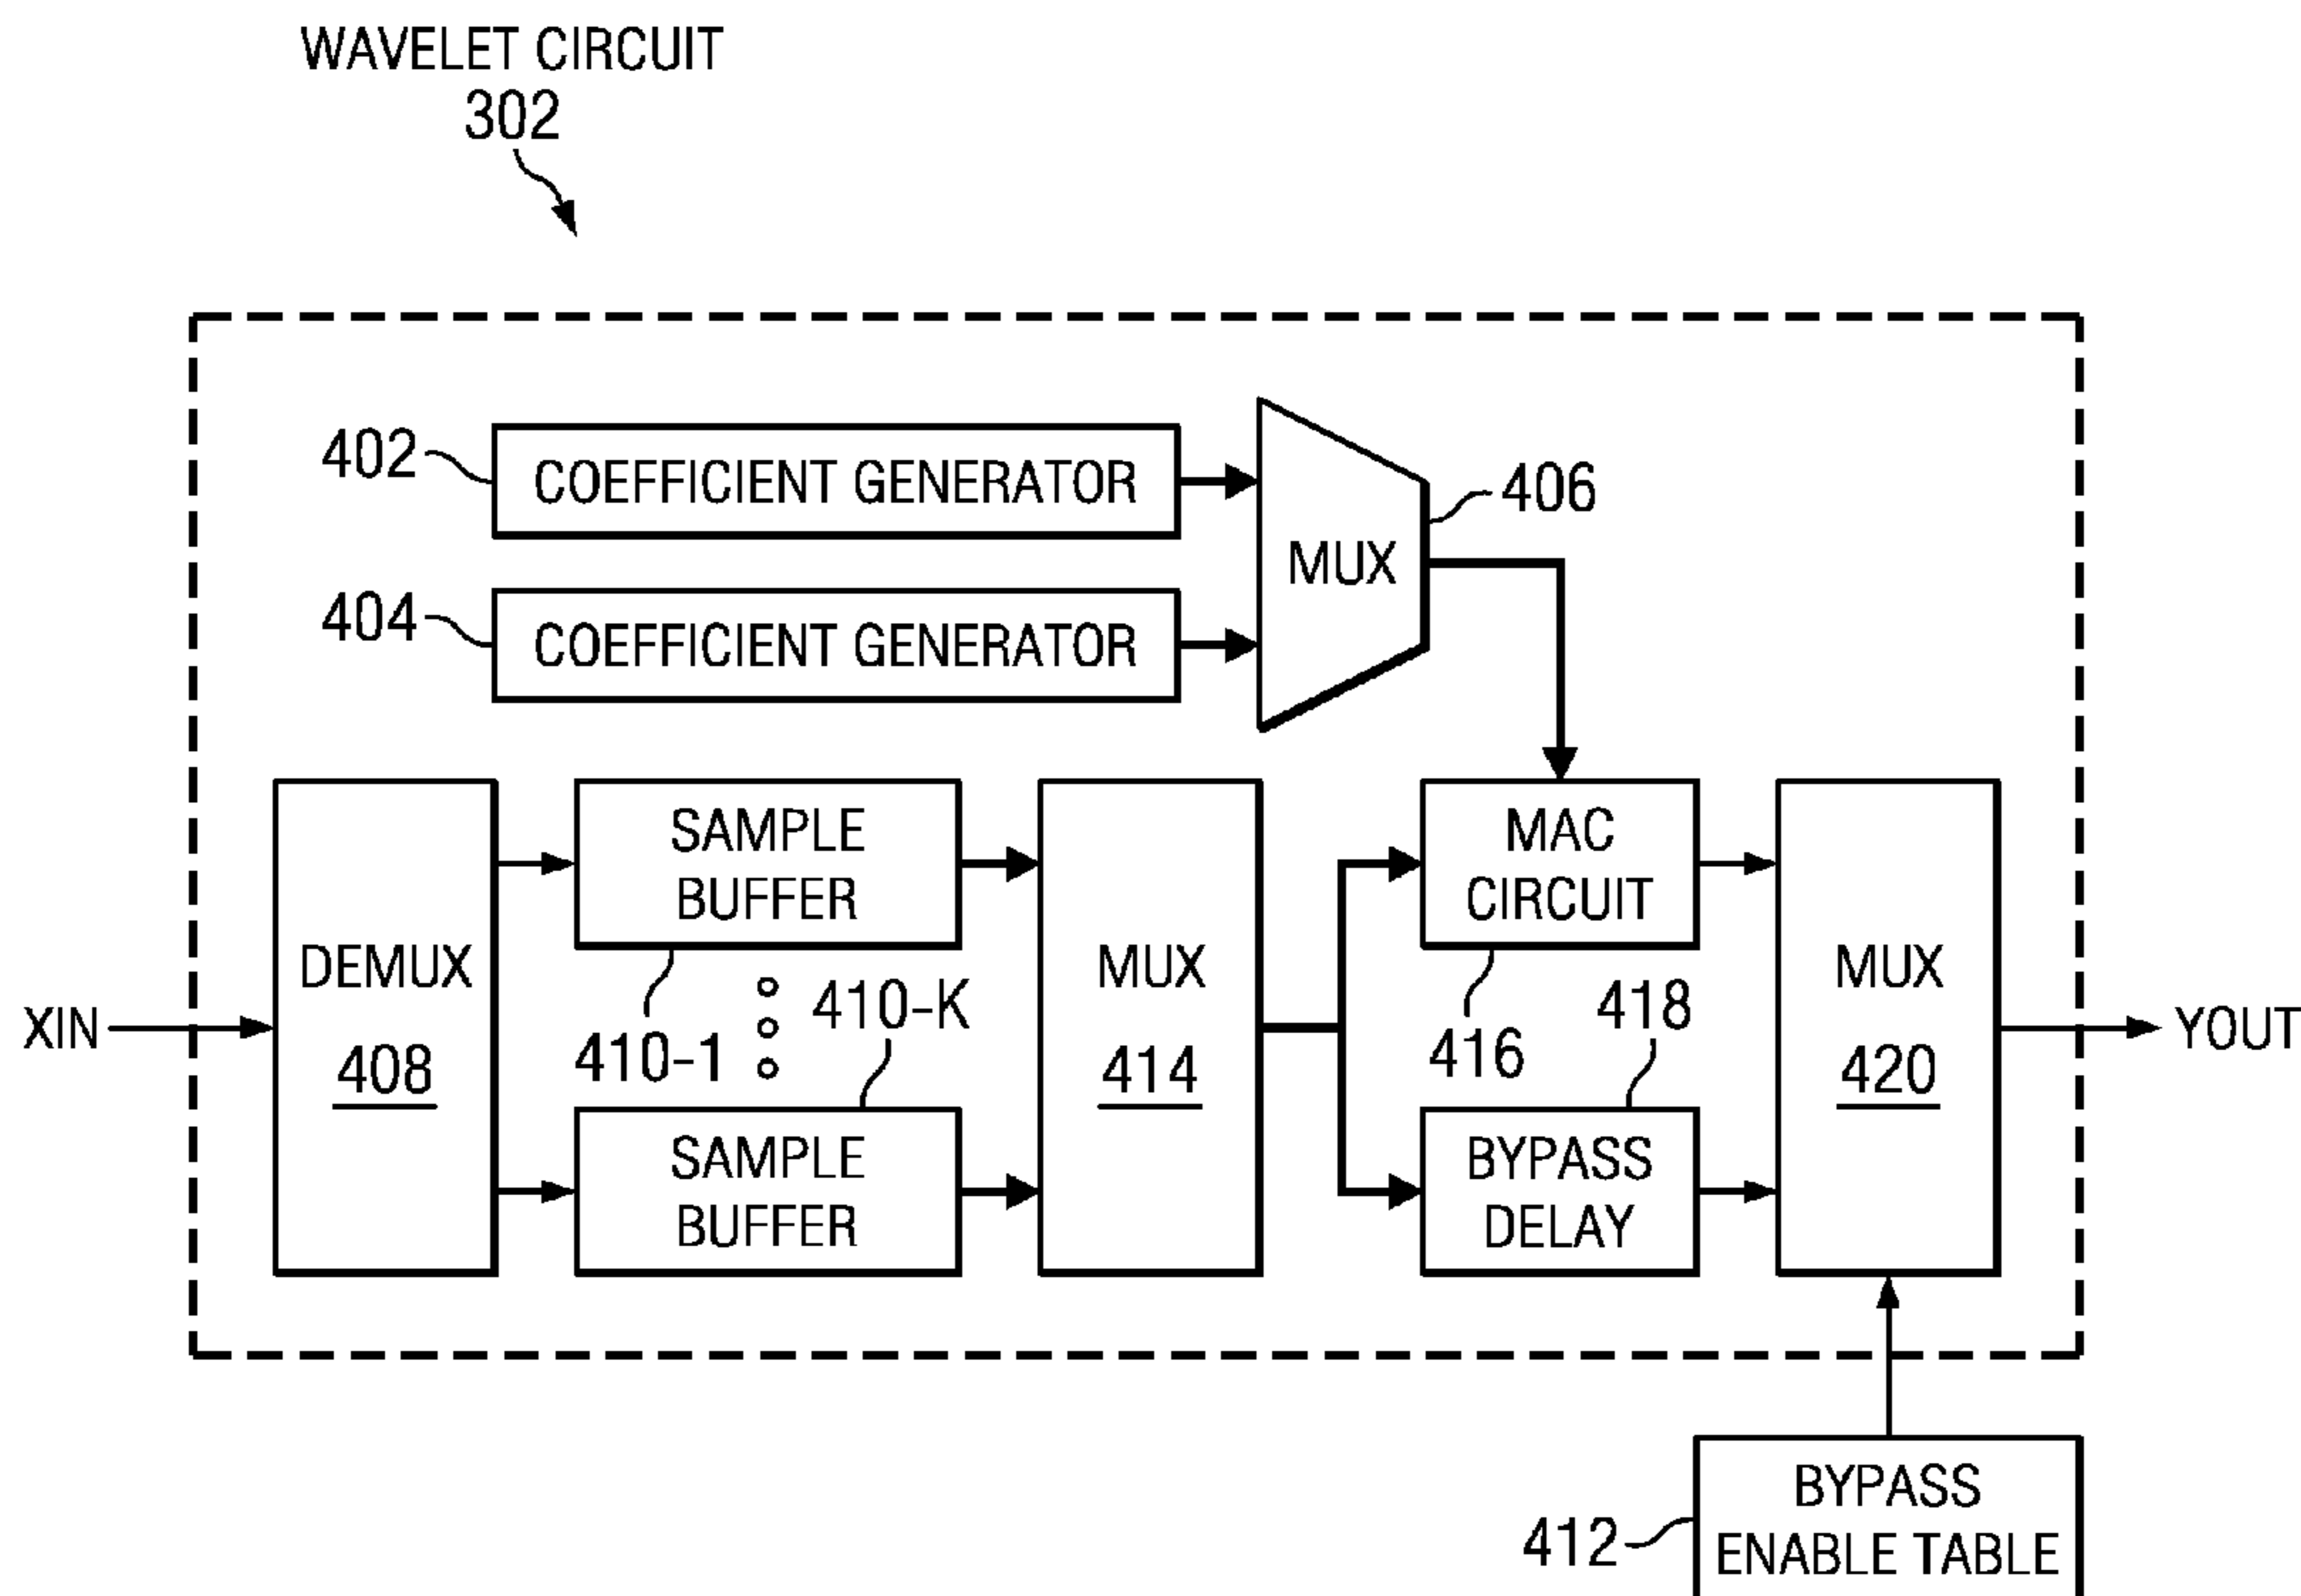 WAVELET CIRCUIT
302
402
COEFFICIENT GENERATOR
406
MUX
404
COEFFICIENT GENERATOR
SAMPLE
BUFFER
MAC
CIRCUIT
DEMUX
408
MUX
414
MUX
420
410-1
410-K
416
418
XIN
YOUT
SAMPLE
BUFFER
BYPASS
DELAY
412
BYPASS
ENABLE TABLE